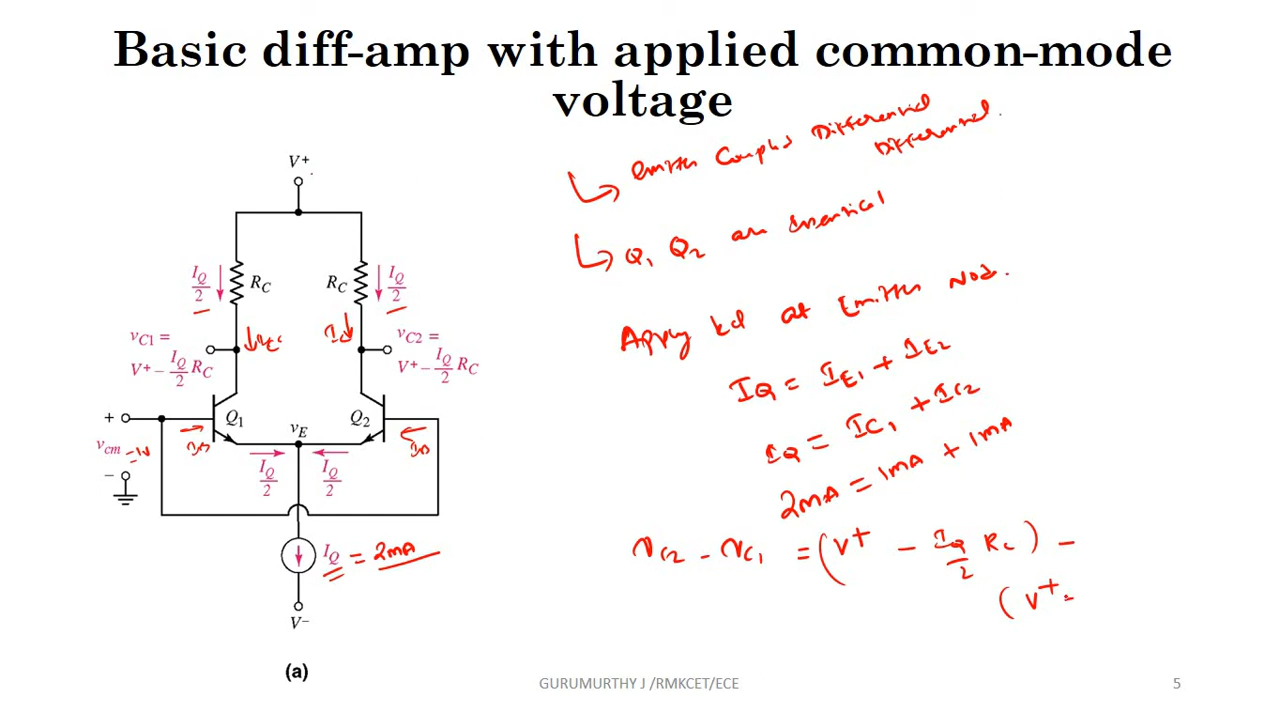 Basic diff-amp with applied common-mode
voltage
Emitter Coupled Differential
Differential.
Q1, Q2 are identical
Apply kcl at Emitter Node.
IQ = IE1 + IE2
IQ = IC1 + IC2
2mA = 1mA + 1mA
vC2 - vC1 = (V+ - IQ/2 RC) -
(V+ -
V+
IQ/2
RC
RC
IQ/2
vC1 =
V+ - IQ/2 RC
vC2 =
V+ - IQ/2 RC
+
Q1
Q2
vcm
vE
−
IQ/2
IQ/2
IQ = 2mA
V−
(a)
GURUMURTHY J /RMKCET/ECE
5